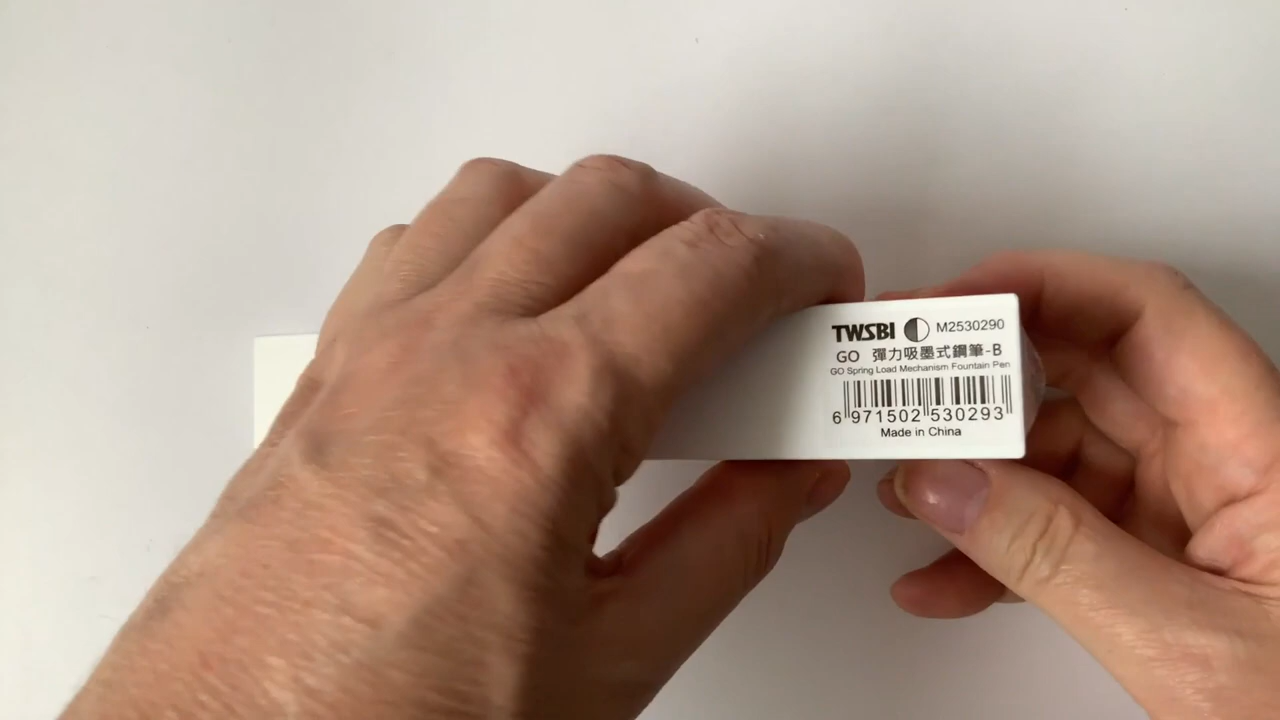 TWSBI M2530290
GO 彈力吸墨式鋼筆-B
GO Spring Load Mechanism Fountain Pen
6 971502 530293
Made in China